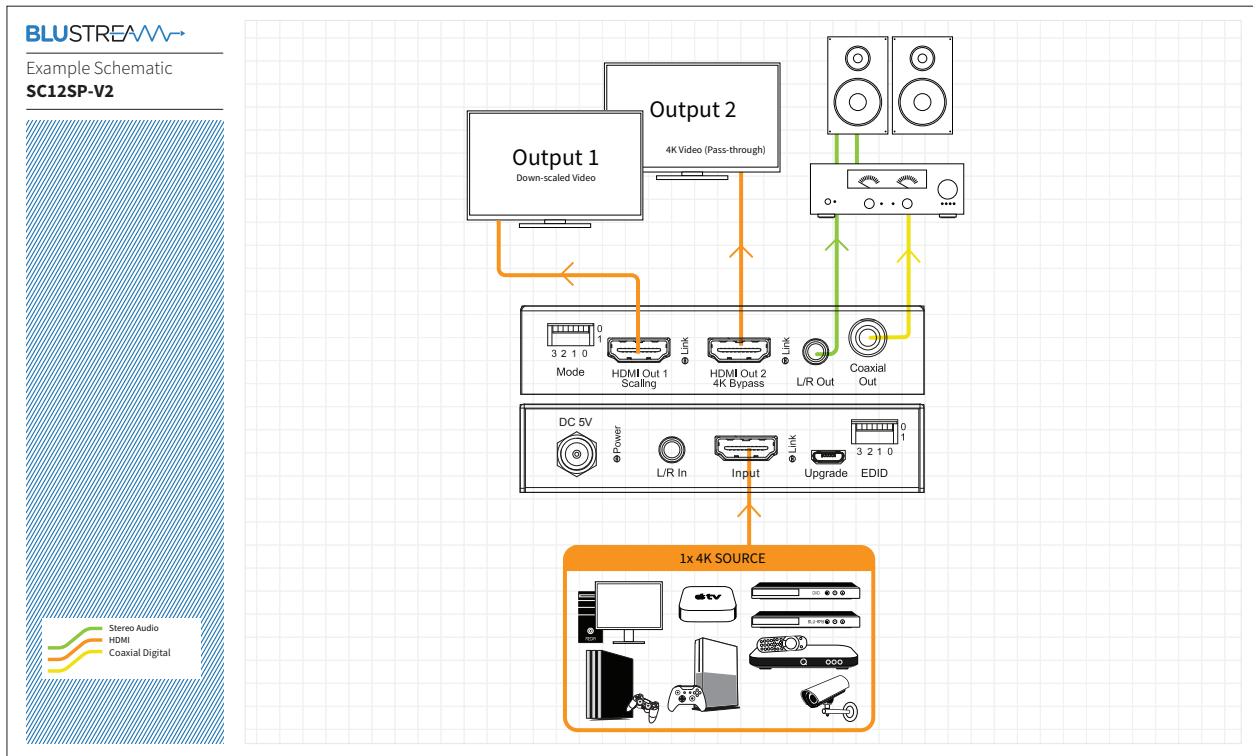 BLUSTREAM
Example Schematic
SC12SP-V2
Output 1
Down-scaled Video
Output 2
4K Video (Pass-through)
0
1
3 2 1 0
Mode
HDMI Out 1
Scallng
Link
HDMI Out 2
4K Bypass
Link
L/R Out
Coaxial
Out
DC 5V
Power
L/R In
Input
Link
Upgrade
0
1
3 2 1 0
EDID
1x 4K SOURCE
tv
DVD
BLU-RAY
Stereo Audio
HDMI
Coaxial Digital